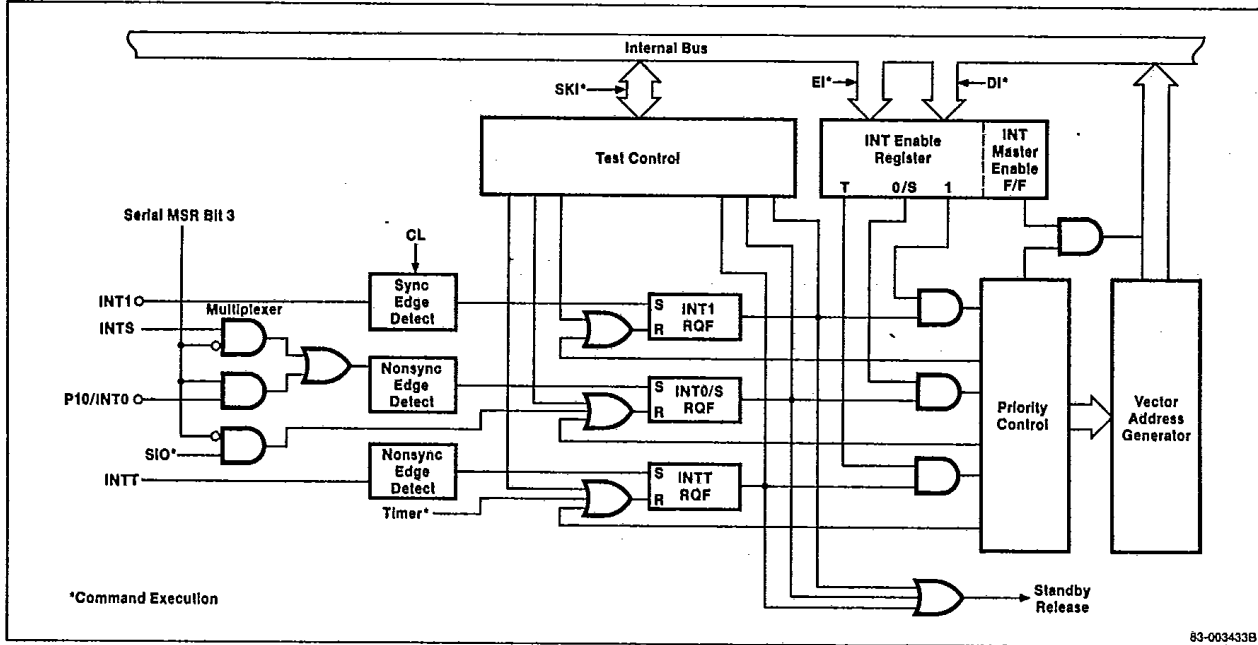 Internal Bus
SKI*
EI*
DI*
Test Control
INT Enable
Register
T 0/S 1
INT
Master
Enable
F/F
Serial MSR Bit 3
CL
INT1
Sync
Edge
Detect
S
R
INT1
RQF
Multiplexer
INTS
P10/INT0
Nonsync
Edge
Detect
S
R
INT0/S
RQF
SIO*
INTT
Nonsync
Edge
Detect
Timer*
S
R
INTT
RQF
Priority
Control
Vector
Address
Generator
Standby
Release
*Command Execution
83-003433B